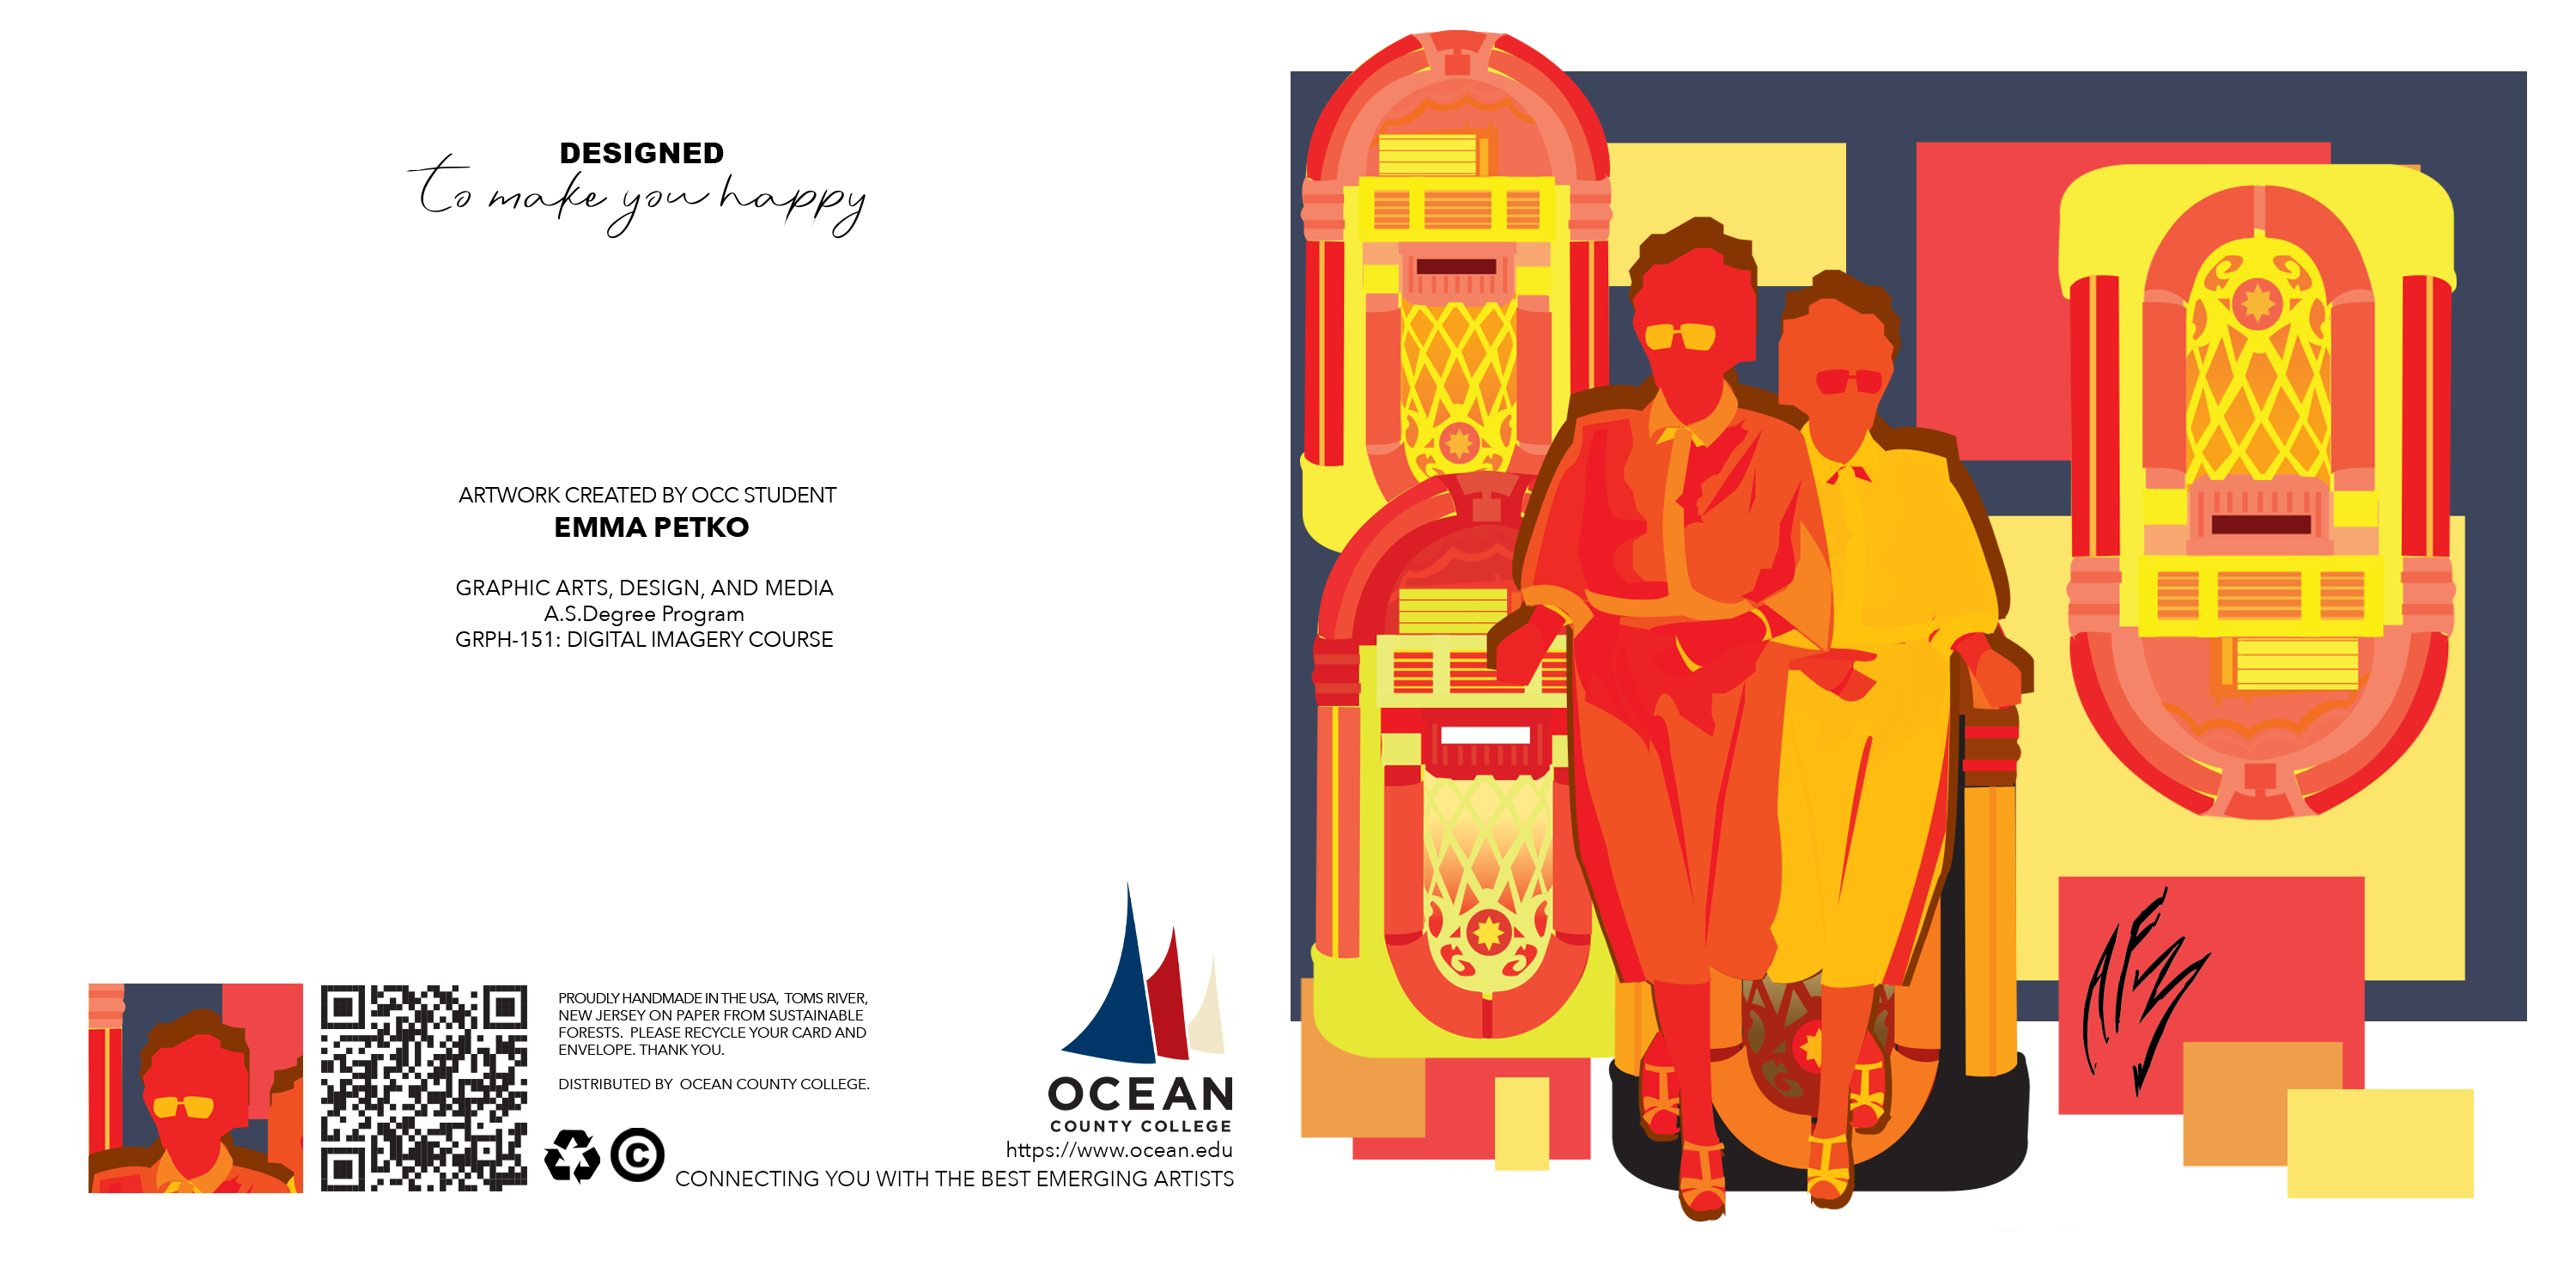 DESIGNED
to make you happy
ARTWORK CREATED BY OCC STUDENT
EMMA PETKO
GRAPHIC ARTS, DESIGN, AND MEDIA
A.S.Degree Program
GRPH-151: DIGITAL IMAGERY COURSE
PROUDLY HANDMADE IN THE USA, TOMS RIVER,
NEW JERSEY ON PAPER FROM SUSTAINABLE
FORESTS. PLEASE RECYCLE YOUR CARD AND
ENVELOPE. THANK YOU.
DISTRIBUTED BY OCEAN COUNTY COLLEGE.
©
OCEAN
COUNTY COLLEGE
https://www.ocean.edu
CONNECTING YOU WITH THE BEST EMERGING ARTISTS